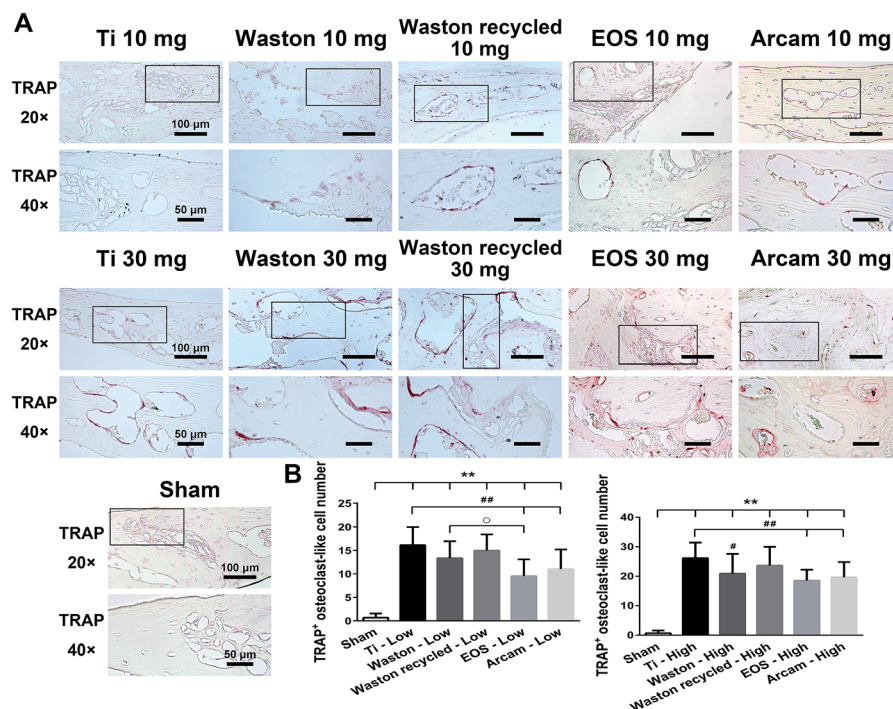 A
Ti 10 mg
Waston 10 mg
Waston recycled
10 mg
EOS 10 mg
Arcam 10 mg
TRAP
20×
100 μm
TRAP
40×
50 μm
Ti 30 mg
Waston 30 mg
Waston recycled
30 mg
EOS 30 mg
Arcam 30 mg
TRAP
20×
100 μm
TRAP
40×
50 μm
Sham
TRAP
20×
100 μm
TRAP
40×
50 μm
B
TRAP+ osteoclast-like cell number
25
20
15
10
5
0
**
##
○
Sham
Ti - Low
Waston - Low
Waston recycled - Low
EOS - Low
Arcam - Low
TRAP+ osteoclast-like cell number
40
30
20
10
0
**
##
#
Sham
Ti - High
Waston - High
Waston recycled - High
EOS - High
Arcam - High